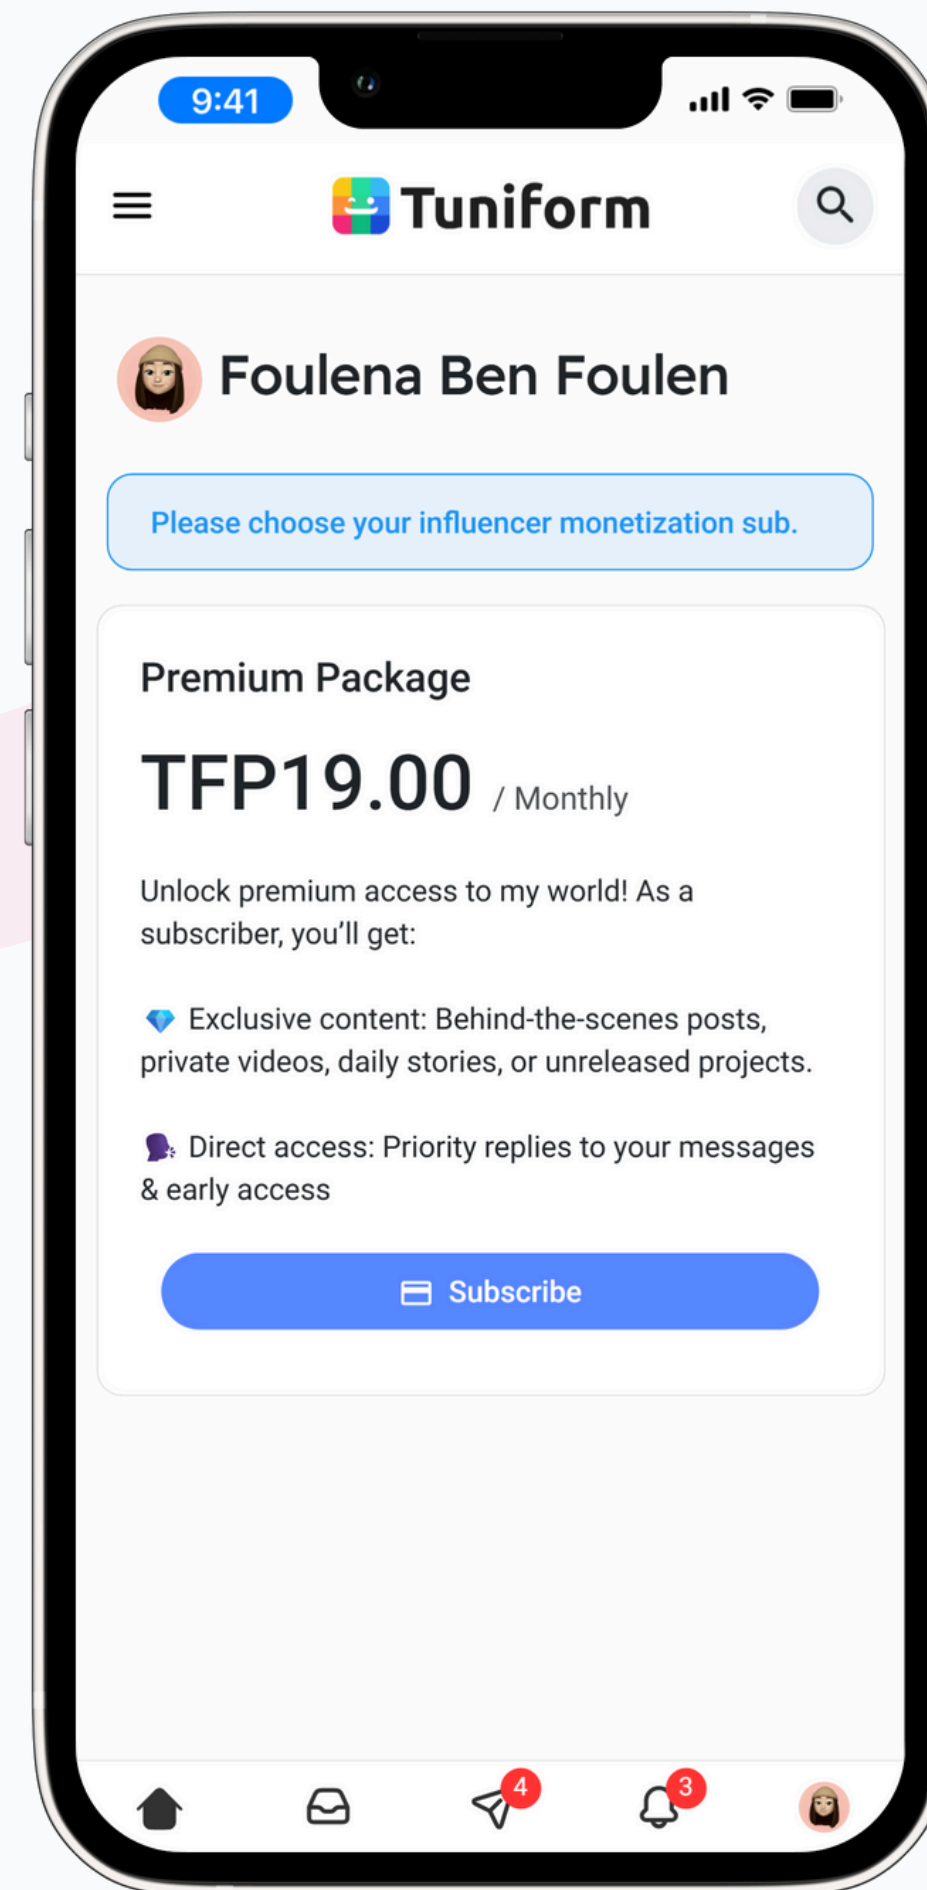 9:41
Tuniform
Foulena Ben Foulen
Please choose your influencer monetization sub.
Premium Package
TFP19.00 / Monthly
Unlock premium access to my world! As a
subscriber, you’ll get:
💎 Exclusive content: Behind-the-scenes posts,
private videos, daily stories, or unreleased projects.
🗣 Direct access: Priority replies to your messages
& early access
Subscribe
4
3